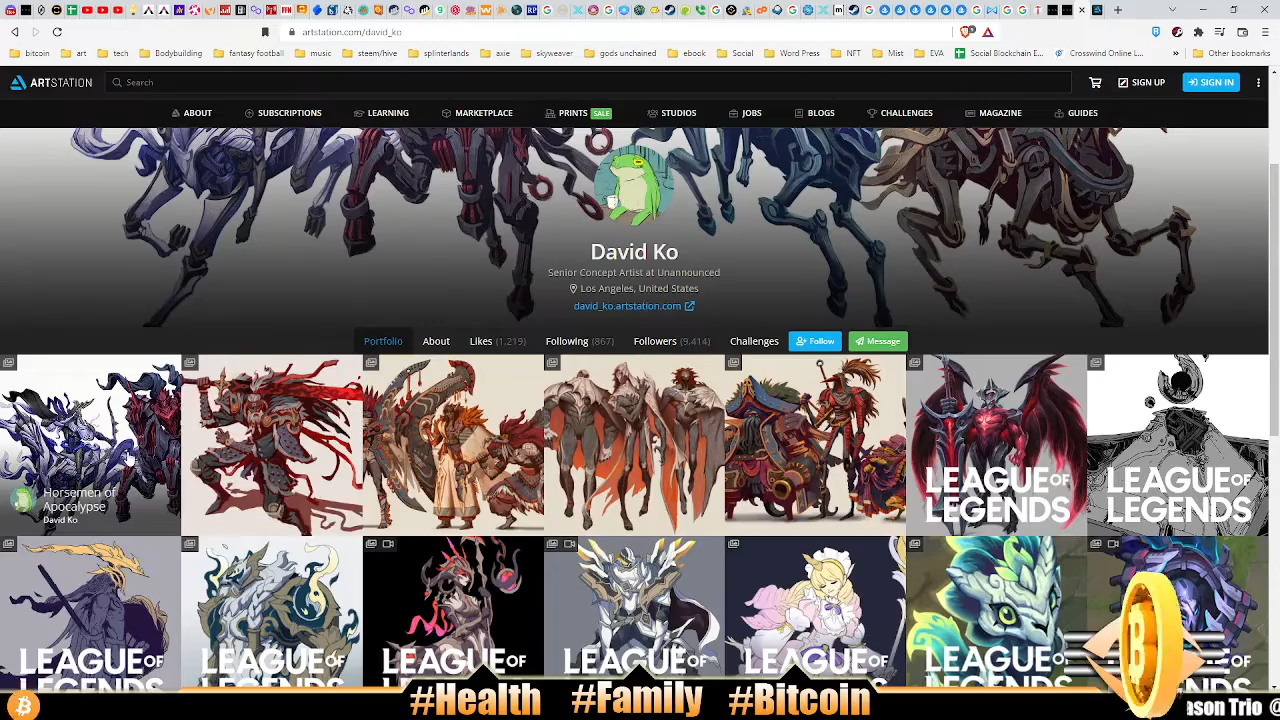 artstation.com/david_ko
bitcoin
art
tech
Bodybuilding
fantasy football
music
steem/hive
splinterlands
axie
skyweaver
gods unchained
ebook
Social
Word Press
NFT
Mist
EVA
Social Blockchain E...
Crosswind Onl...
Other bookmarks
ARTSTATION
Search
SIGN UP
SIGN IN
ABOUT
SUBSCRIPTIONS
LEARNING
MARKETPLACE
PRINTS SALE
STUDIOS
JOBS
BLOGS
CHALLENGES
MAGAZINE
GUIDES
David Ko
Senior Concept Artist at Unannounced
Los Angeles, United States
david_ko.artstation.com
Portfolio
About
Likes (1,219)
Following (867)
Followers (9,414)
Challenges
Follow
Message
Horsemen of
Apocalypse
David Ko
LEAGUE OF
LEGENDS
LEAGUE OF
LEGENDS
LEAGUE OF
LEGENDS
LEAGUE OF
LEGENDS
LEAGUE OF
LEAGUE OF
LEAGUE OF
LEAGUE OF
LEGENDS
OF
#Health
#Family
#Bitcoin
ason Trio @